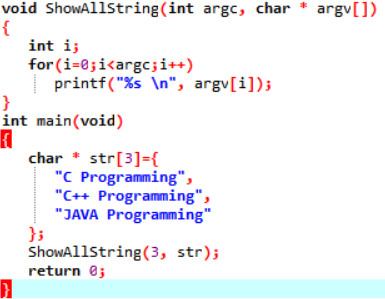 void ShowAllString(int argc, char * argv[])
{
int i;
for(i=0;i<argc;i++)
printf("%s \n", argv[i]);
}
int main(void)
{
char * str[3]={
"C Programming",
"C++ Programming",
"JAVA Programming"
};
ShowAllString(3, str);
return 0;
}